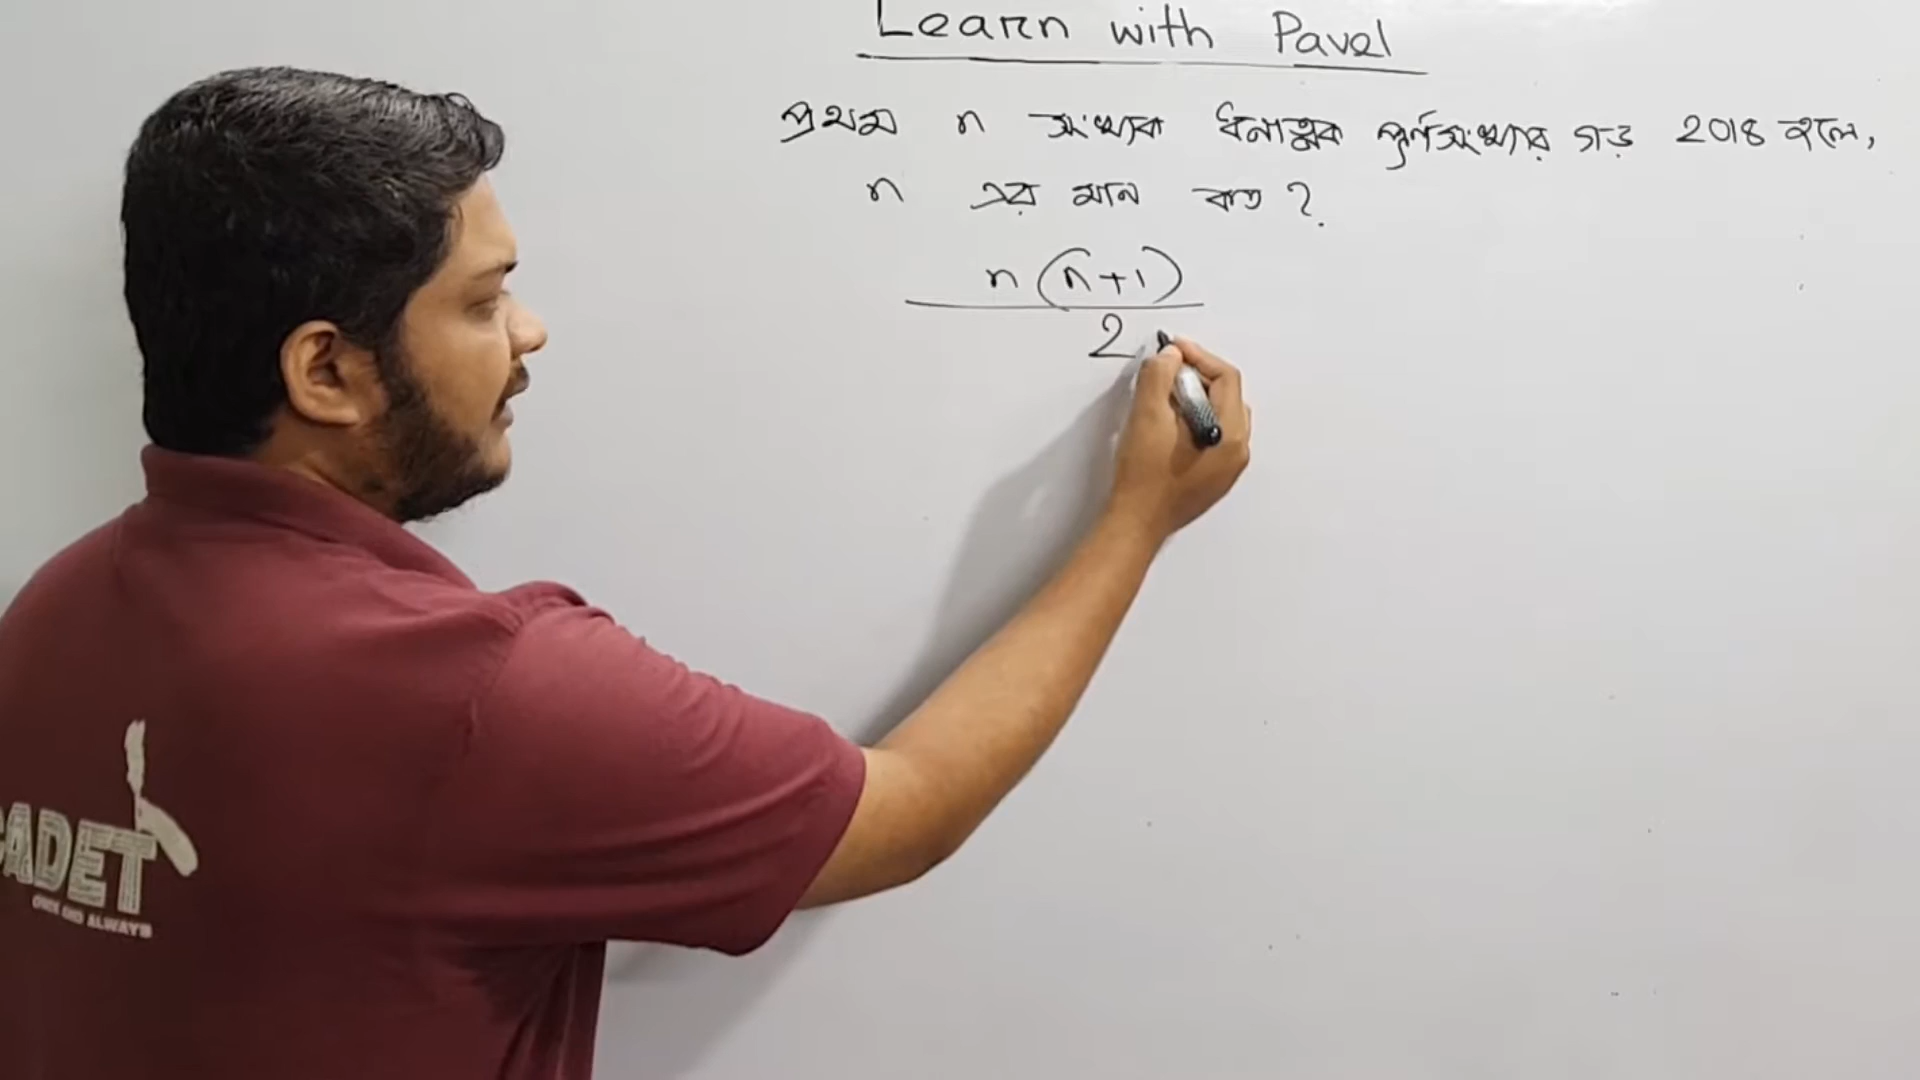 Learn with Pavel
প্রথম n সংখ্যক ধনাত্মক পূর্ণসংখ্যার গড় 2018 হলে,
n এর মান কত ?
n (n+1)
2
CADET
ONCE AND ALWAYS